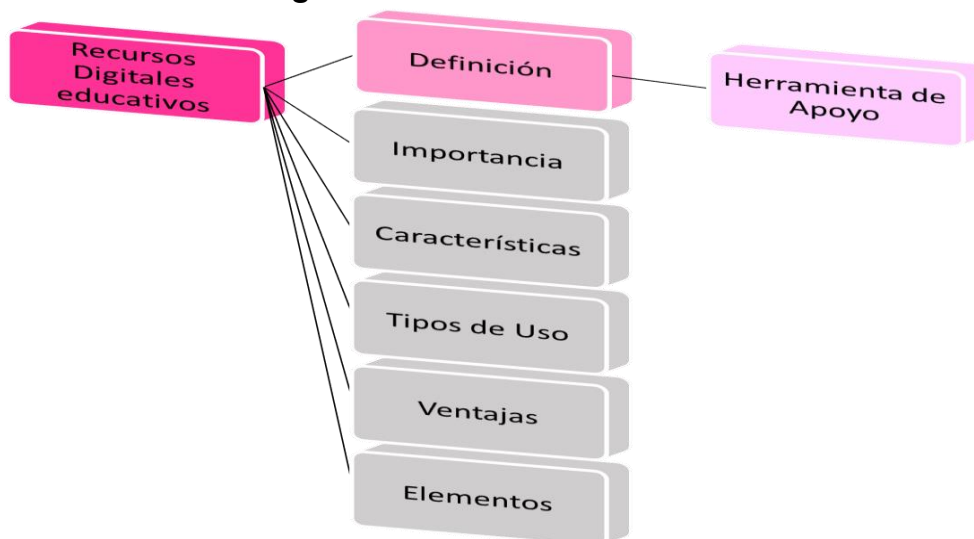 Recursos
Digitales
educativos
Definición
Herramienta de
Apoyo
Importancia
Características
Tipos de Uso
Ventajas
Elementos